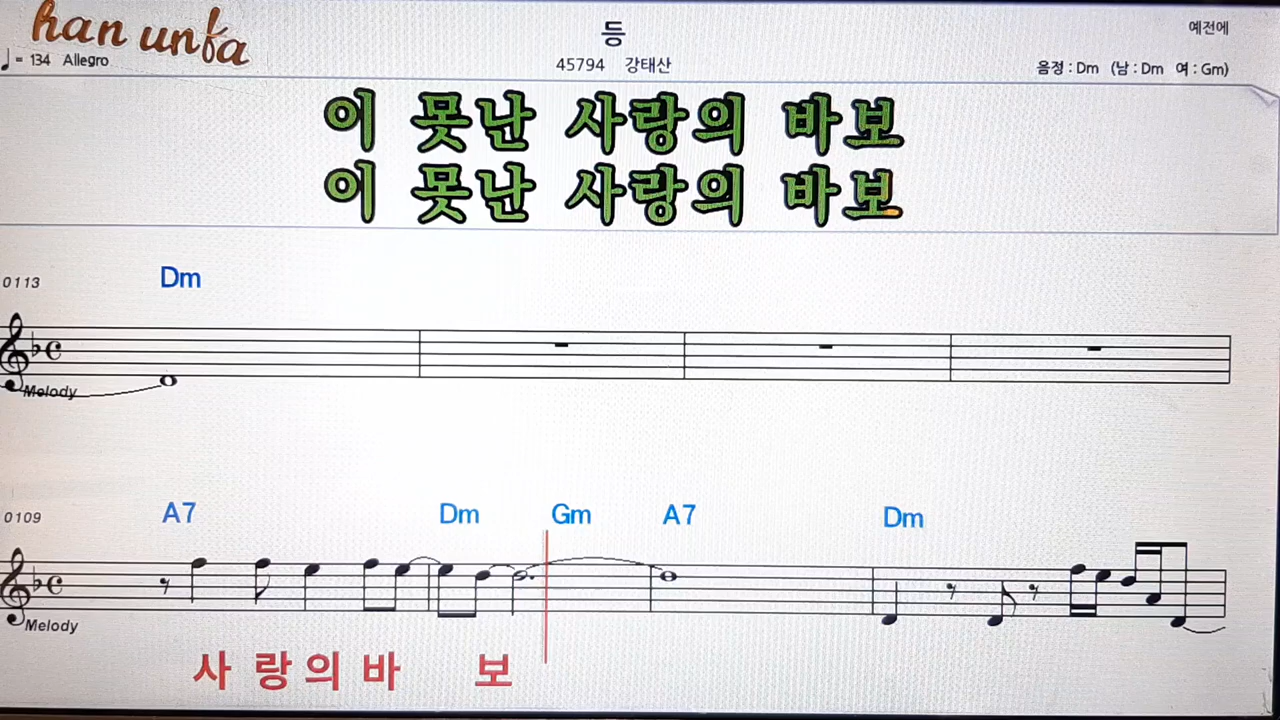 han unfa
등
예전에
♩= 134 Allegro
45794 강태산
음정 : Dm (남 : Dm 여 : Gm)
이 못난 사랑의 바보
이 못난 사랑의 바보
0113 Dm
Melody
0109 A7 Dm Gm A7 Dm
Melody
사 랑 의 바 보